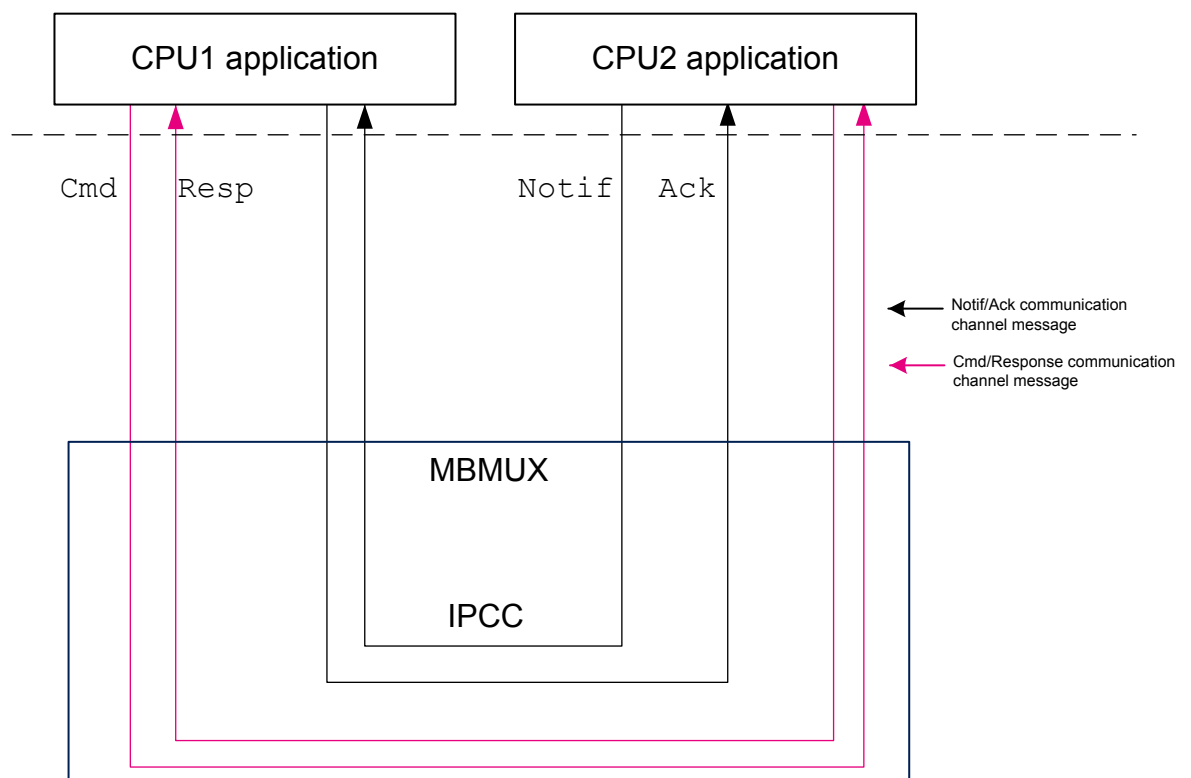 CPU1 application
CPU2 application
Cmd
Resp
Notif
Ack
Notif/Ack communication
channel message
Cmd/Response communication
channel message
MBMUX
IPCC